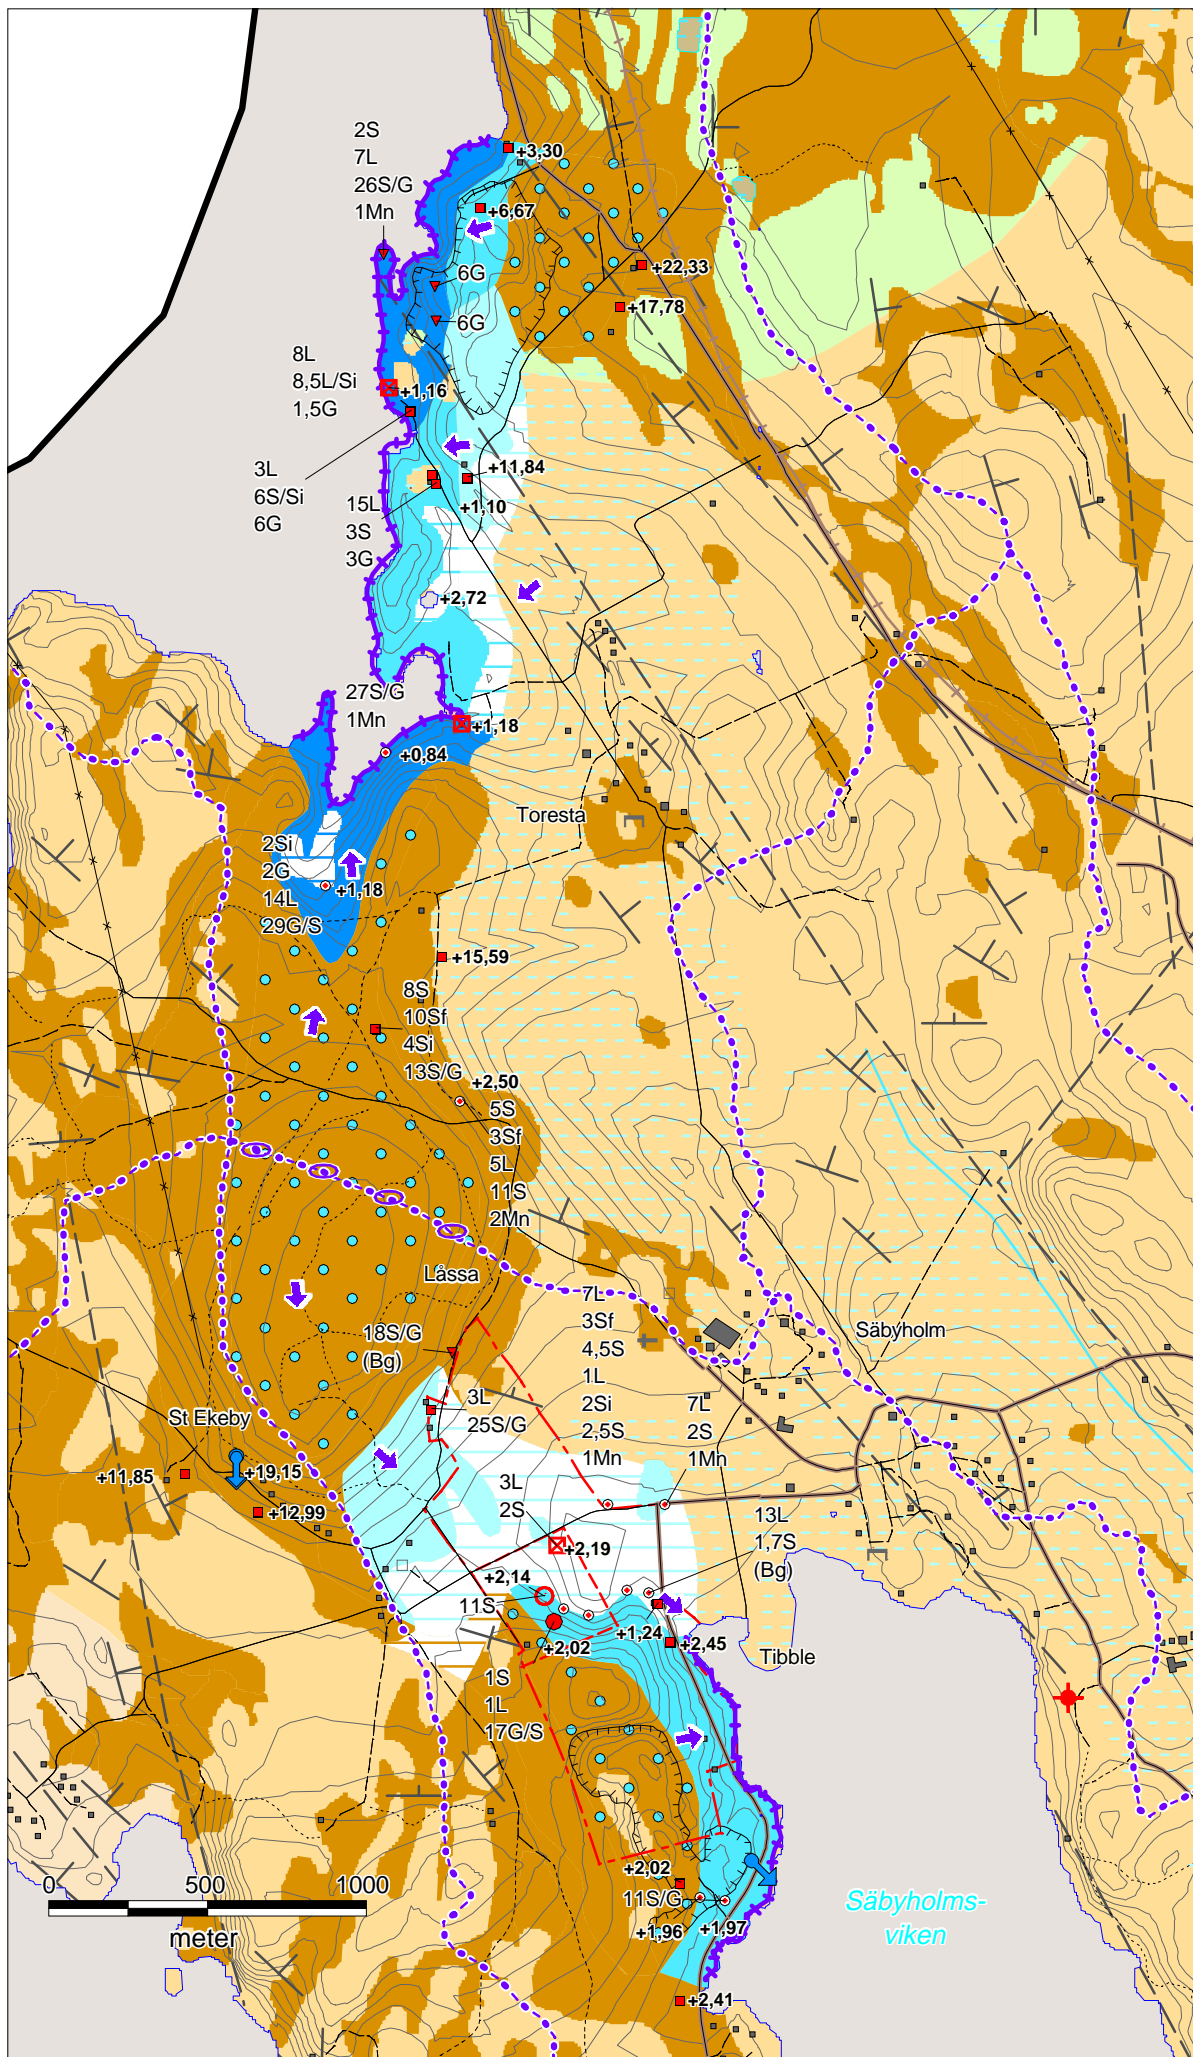 2S
7L
26S/G
1Mn
+3,30
+6,67
+22,33
6G
+17,78
6G
8L
8,5L/Si
1,5G
+1,16
3L
6S/Si
6G
+11,84
15L
3S
3G
+1,10
+2,72
27S/G
1Mn
+1,18
+0,84
Toresta
2Si
2G
14L
29G/S
+1,18
+15,59
8S
10Sf
4Si
13S/G
+2,50
5S
3Sf
5L
11S
2Mn
Låssa
7L
3Sf
4,5S
1L
2Si
2,5S
1Mn
Säbyholm
18S/G
(Bg)
3L
25S/G
7L
2S
1Mn
St Ekeby
+11,85
+19,15
+12,99
3L
2S
13L
1,7S
(Bg)
+2,19
+2,14
11S
+2,02
+1,24
+2,45
Tibble
1S
1L
17G/S
+2,02
11S/G
+1,96
+1,97
+2,41
0 500 1000
meter
Säbyholms-
viken